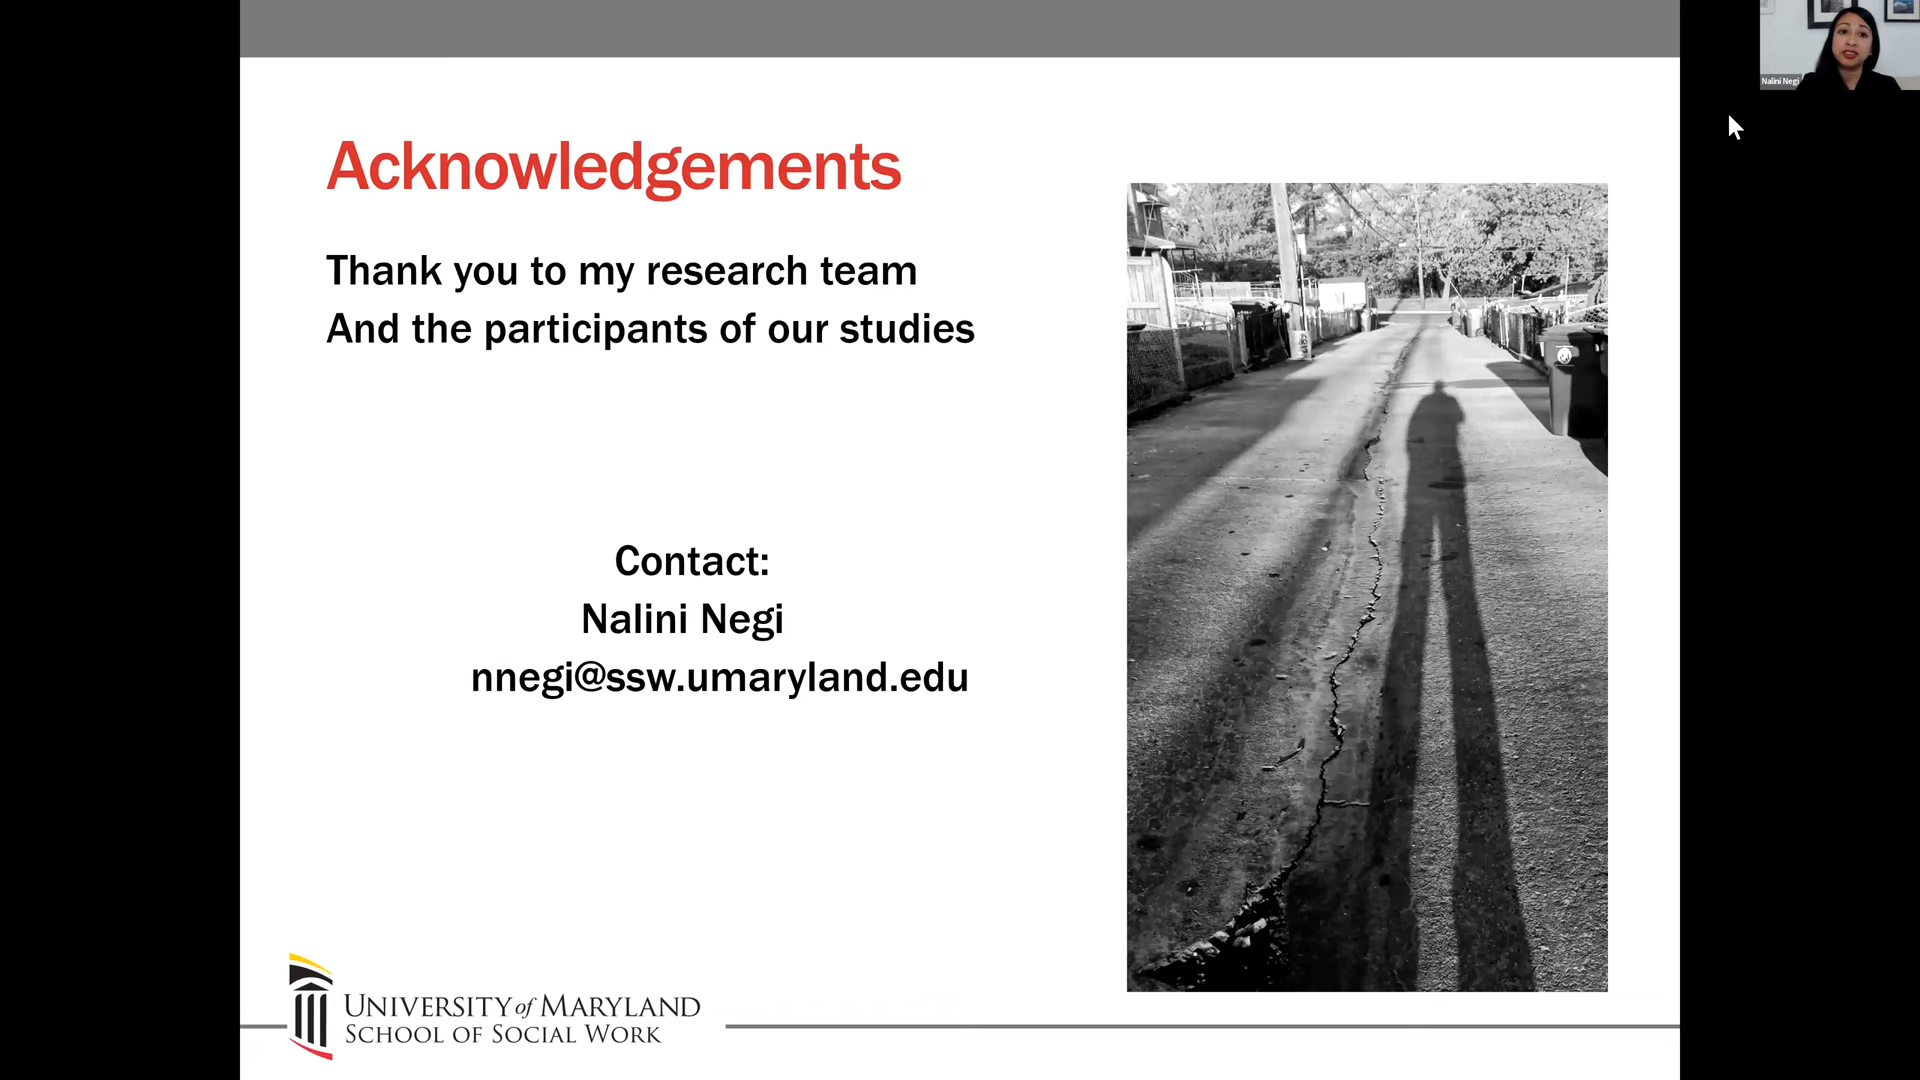 Acknowledgements
Thank you to my research team
And the participants of our studies
Contact:
Nalini Negi
nnegi@ssw.umaryland.edu
UNIVERSITY of MARYLAND
SCHOOL OF SOCIAL WORK
Nalini Negi